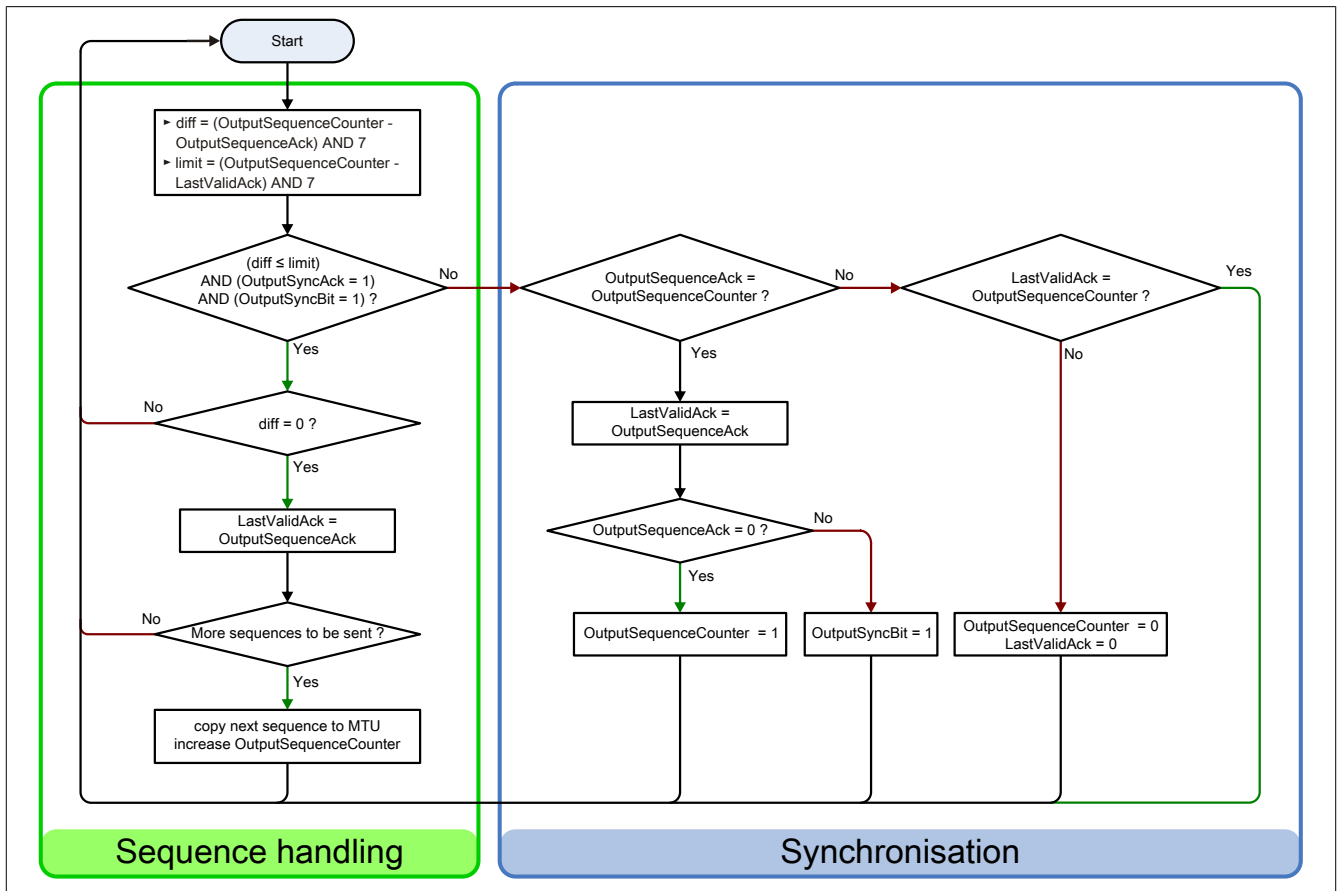 Start
► diff = (OutputSequenceCounter -
OutputSequenceAck) AND 7
► limit = (OutputSequenceCounter -
LastValidAck) AND 7
(diff ≤ limit)
AND (OutputSyncAck = 1)
AND (OutputSyncBit = 1) ?
No
Yes
diff = 0 ?
No
Yes
LastValidAck =
OutputSequenceAck
More sequences to be sent ?
No
Yes
copy next sequence to MTU
increase OutputSequenceCounter
Sequence handling
OutputSequenceAck =
OutputSequenceCounter ?
No
Yes
LastValidAck =
OutputSequenceAck
OutputSequenceAck = 0 ?
No
Yes
OutputSequenceCounter = 1
OutputSyncBit = 1
LastValidAck =
OutputSequenceCounter ?
Yes
No
OutputSequenceCounter = 0
LastValidAck = 0
Synchronisation